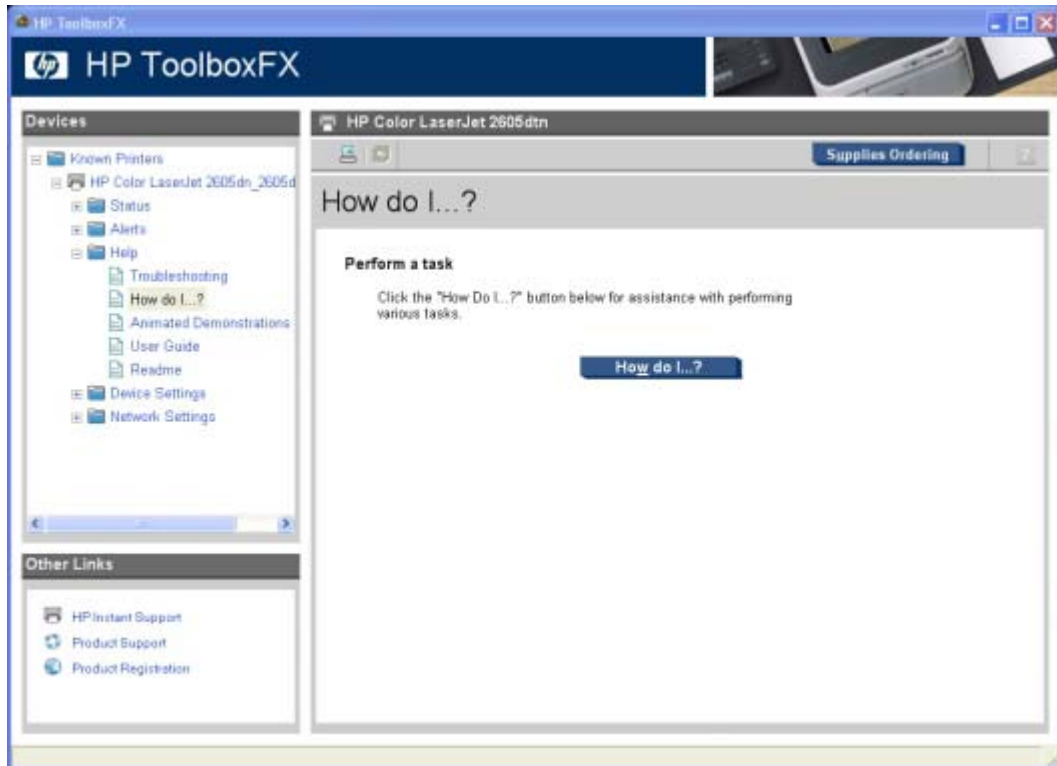 HP ToolboxFX
hp HP ToolboxFX
Devices
Known Printers
HP Color LaserJet 2605dn_2605d
Status
Alerts
Help
Troubleshooting
How do I...?
Animated Demonstrations
User Guide
Readme
Device Settings
Network Settings
Other Links
HP Instant Support
Product Support
Product Registration
HP Color LaserJet 2605dtn
Supplies Ordering
How do I...?
Perform a task
Click the "How Do I...?" button below for assistance with performing
various tasks.
How do I...?